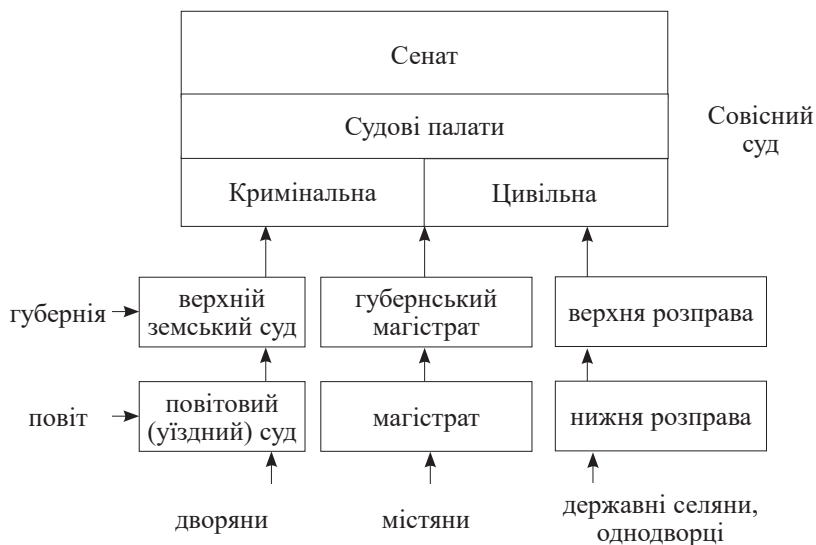 Сенат
Судові палати
Кримінальна
Цивільна
Совісний
суд
губернія
верхній
земський суд
губернський
магістрат
верхня розправа
повіт
повітовий
(уїздний) суд
магістрат
нижня розправа
дворяни
містяни
державні селяни,
однодворці